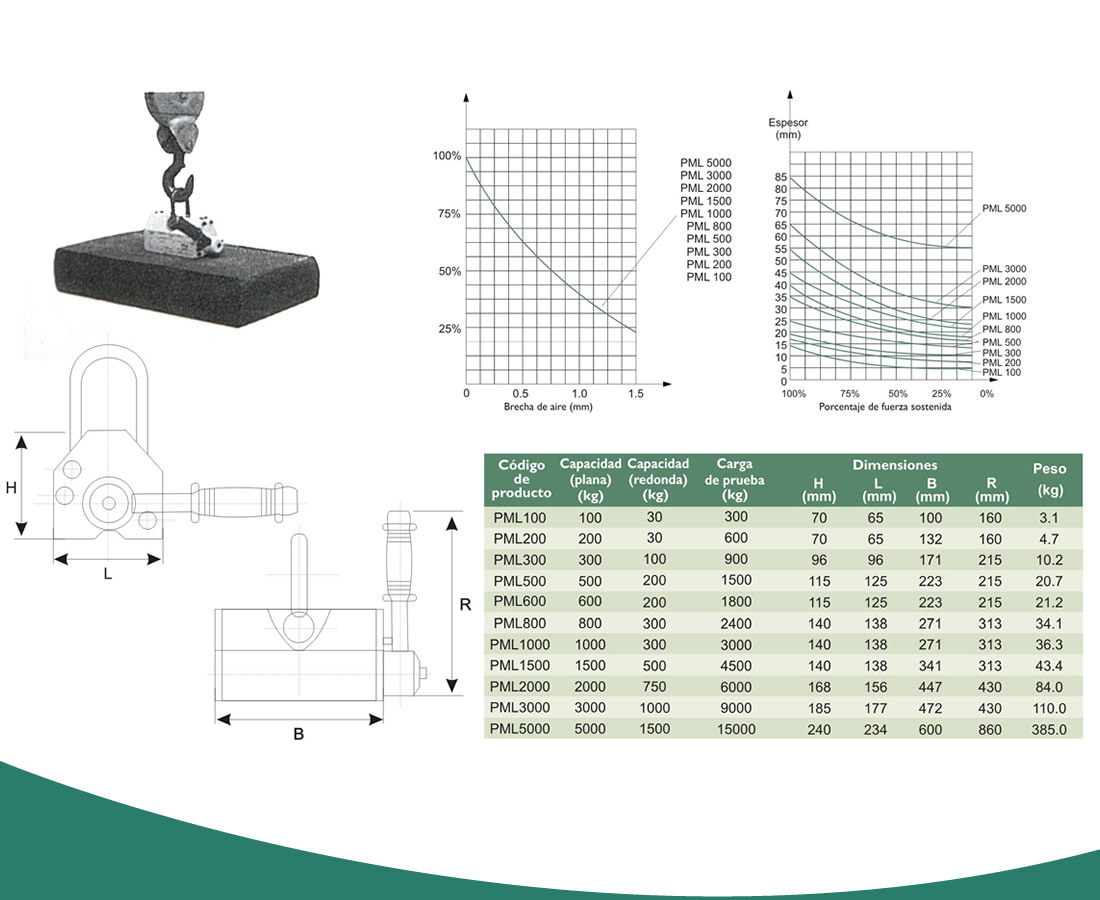 100%
75%
50%
25%
0 0.5 1.0 1.5
Brecha de aire (mm)
PML 5000
PML 3000
PML 2000
PML 1500
PML 1000
PML 800
PML 500
PML 300
PML 200
PML 100
Espesor
(mm)
85
80
75
70
65
60
55
50
45
40
35
30
25
20
15
10
5
0
100% 75% 50% 25% 0%
Porcentaje de fuerza sostenida
PML 5000
PML 3000
PML 2000
PML 1500
PML 1000
PML 800
PML 500
PML 300
PML 200
PML 100
H
L
R
B
Código Capacidad Capacidad Carga Dimensiones Peso
de (plana) (redonda) de prueba H L B R (kg)
producto (kg) (kg) (kg) (mm) (mm) (mm) (mm)
PML100 100 30 300 70 65 100 160 3.1
PML200 200 30 600 70 65 132 160 4.7
PML300 300 100 900 96 96 171 215 10.2
PML500 500 200 1500 115 125 223 215 20.7
PML600 600 200 1800 115 125 223 215 21.2
PML800 800 300 2400 140 138 271 313 34.1
PML1000 1000 300 3000 140 138 271 313 36.3
PML1500 1500 500 4500 140 138 341 313 43.4
PML2000 2000 750 6000 168 156 447 430 84.0
PML3000 3000 1000 9000 185 177 472 430 110.0
PML5000 5000 1500 15000 240 234 600 860 385.0